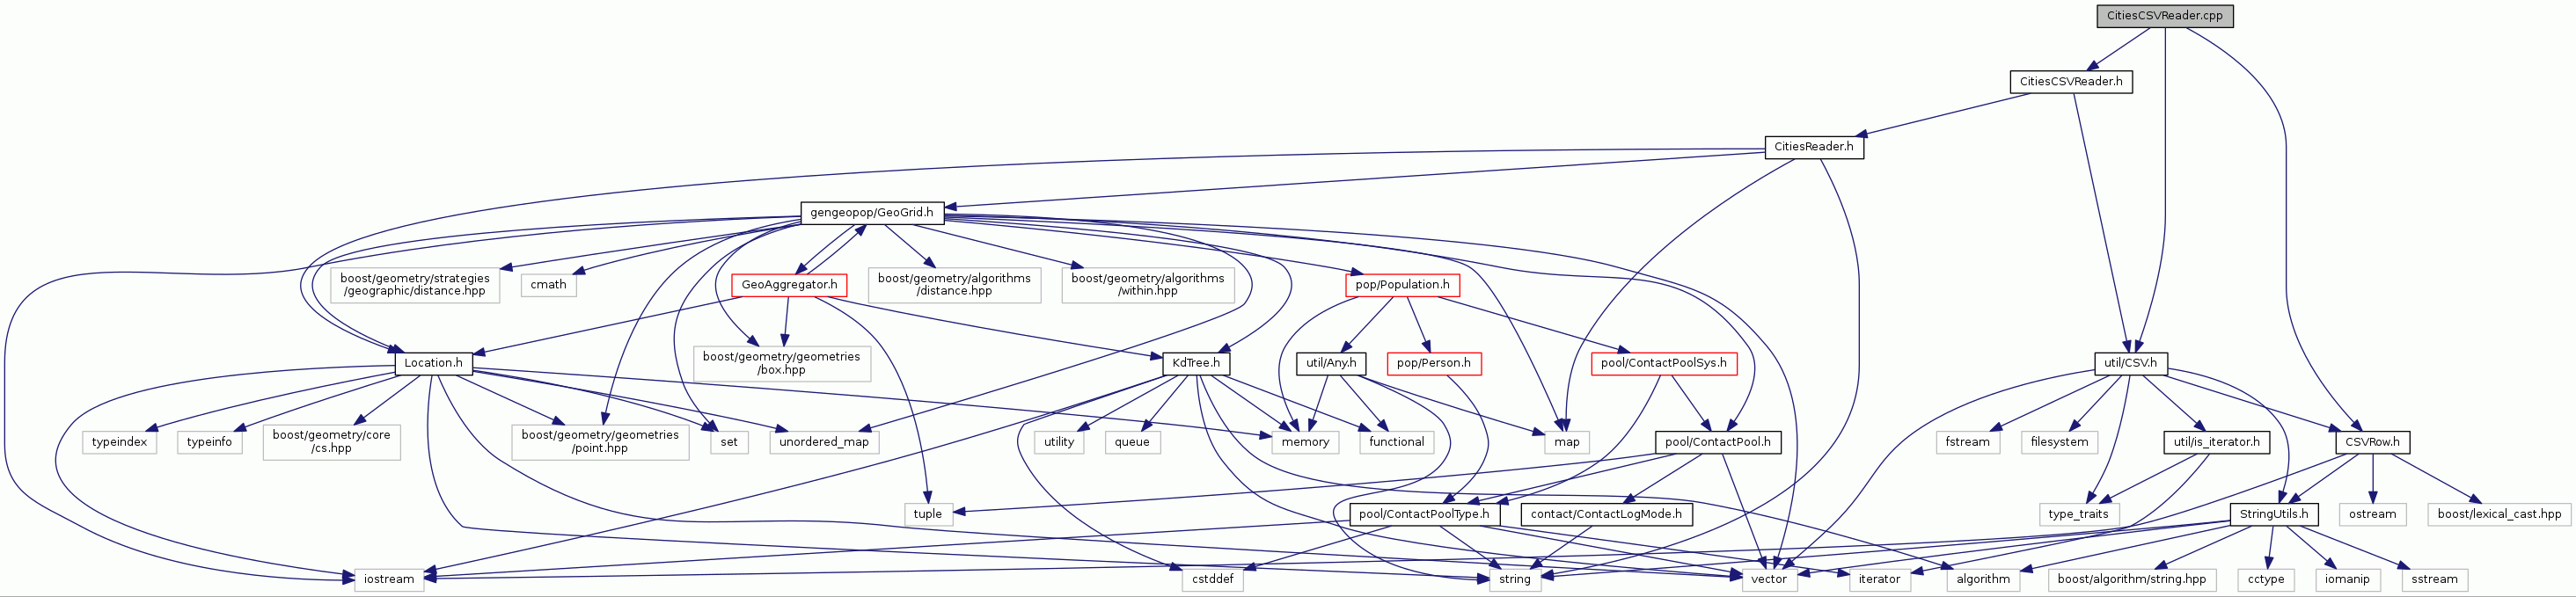 CitiesCSVReader.cpp
CitiesCSVReader.h
CitiesReader.h
gengeopop/GeoGrid.h
boost/geometry/strategies
/geographic/distance.hpp
cmath
GeoAggregator.h
boost/geometry/algorithms
/distance.hpp
boost/geometry/algorithms
/within.hpp
pop/Population.h
boost/geometry/geometries
/box.hpp
Location.h
KdTree.h
util/Any.h
pop/Person.h
pool/ContactPoolSys.h
util/CSV.h
typeindex
typeinfo
boost/geometry/core
/cs.hpp
boost/geometry/geometries
/point.hpp
set
unordered_map
utility
queue
memory
functional
map
pool/ContactPool.h
fstream
filesystem
util/is_iterator.h
CSVRow.h
tuple
pool/ContactPoolType.h
contact/ContactLogMode.h
type_traits
StringUtils.h
ostream
boost/lexical_cast.hpp
iostream
cstddef
string
vector
iterator
algorithm
boost/algorithm/string.hpp
cctype
iomanip
sstream